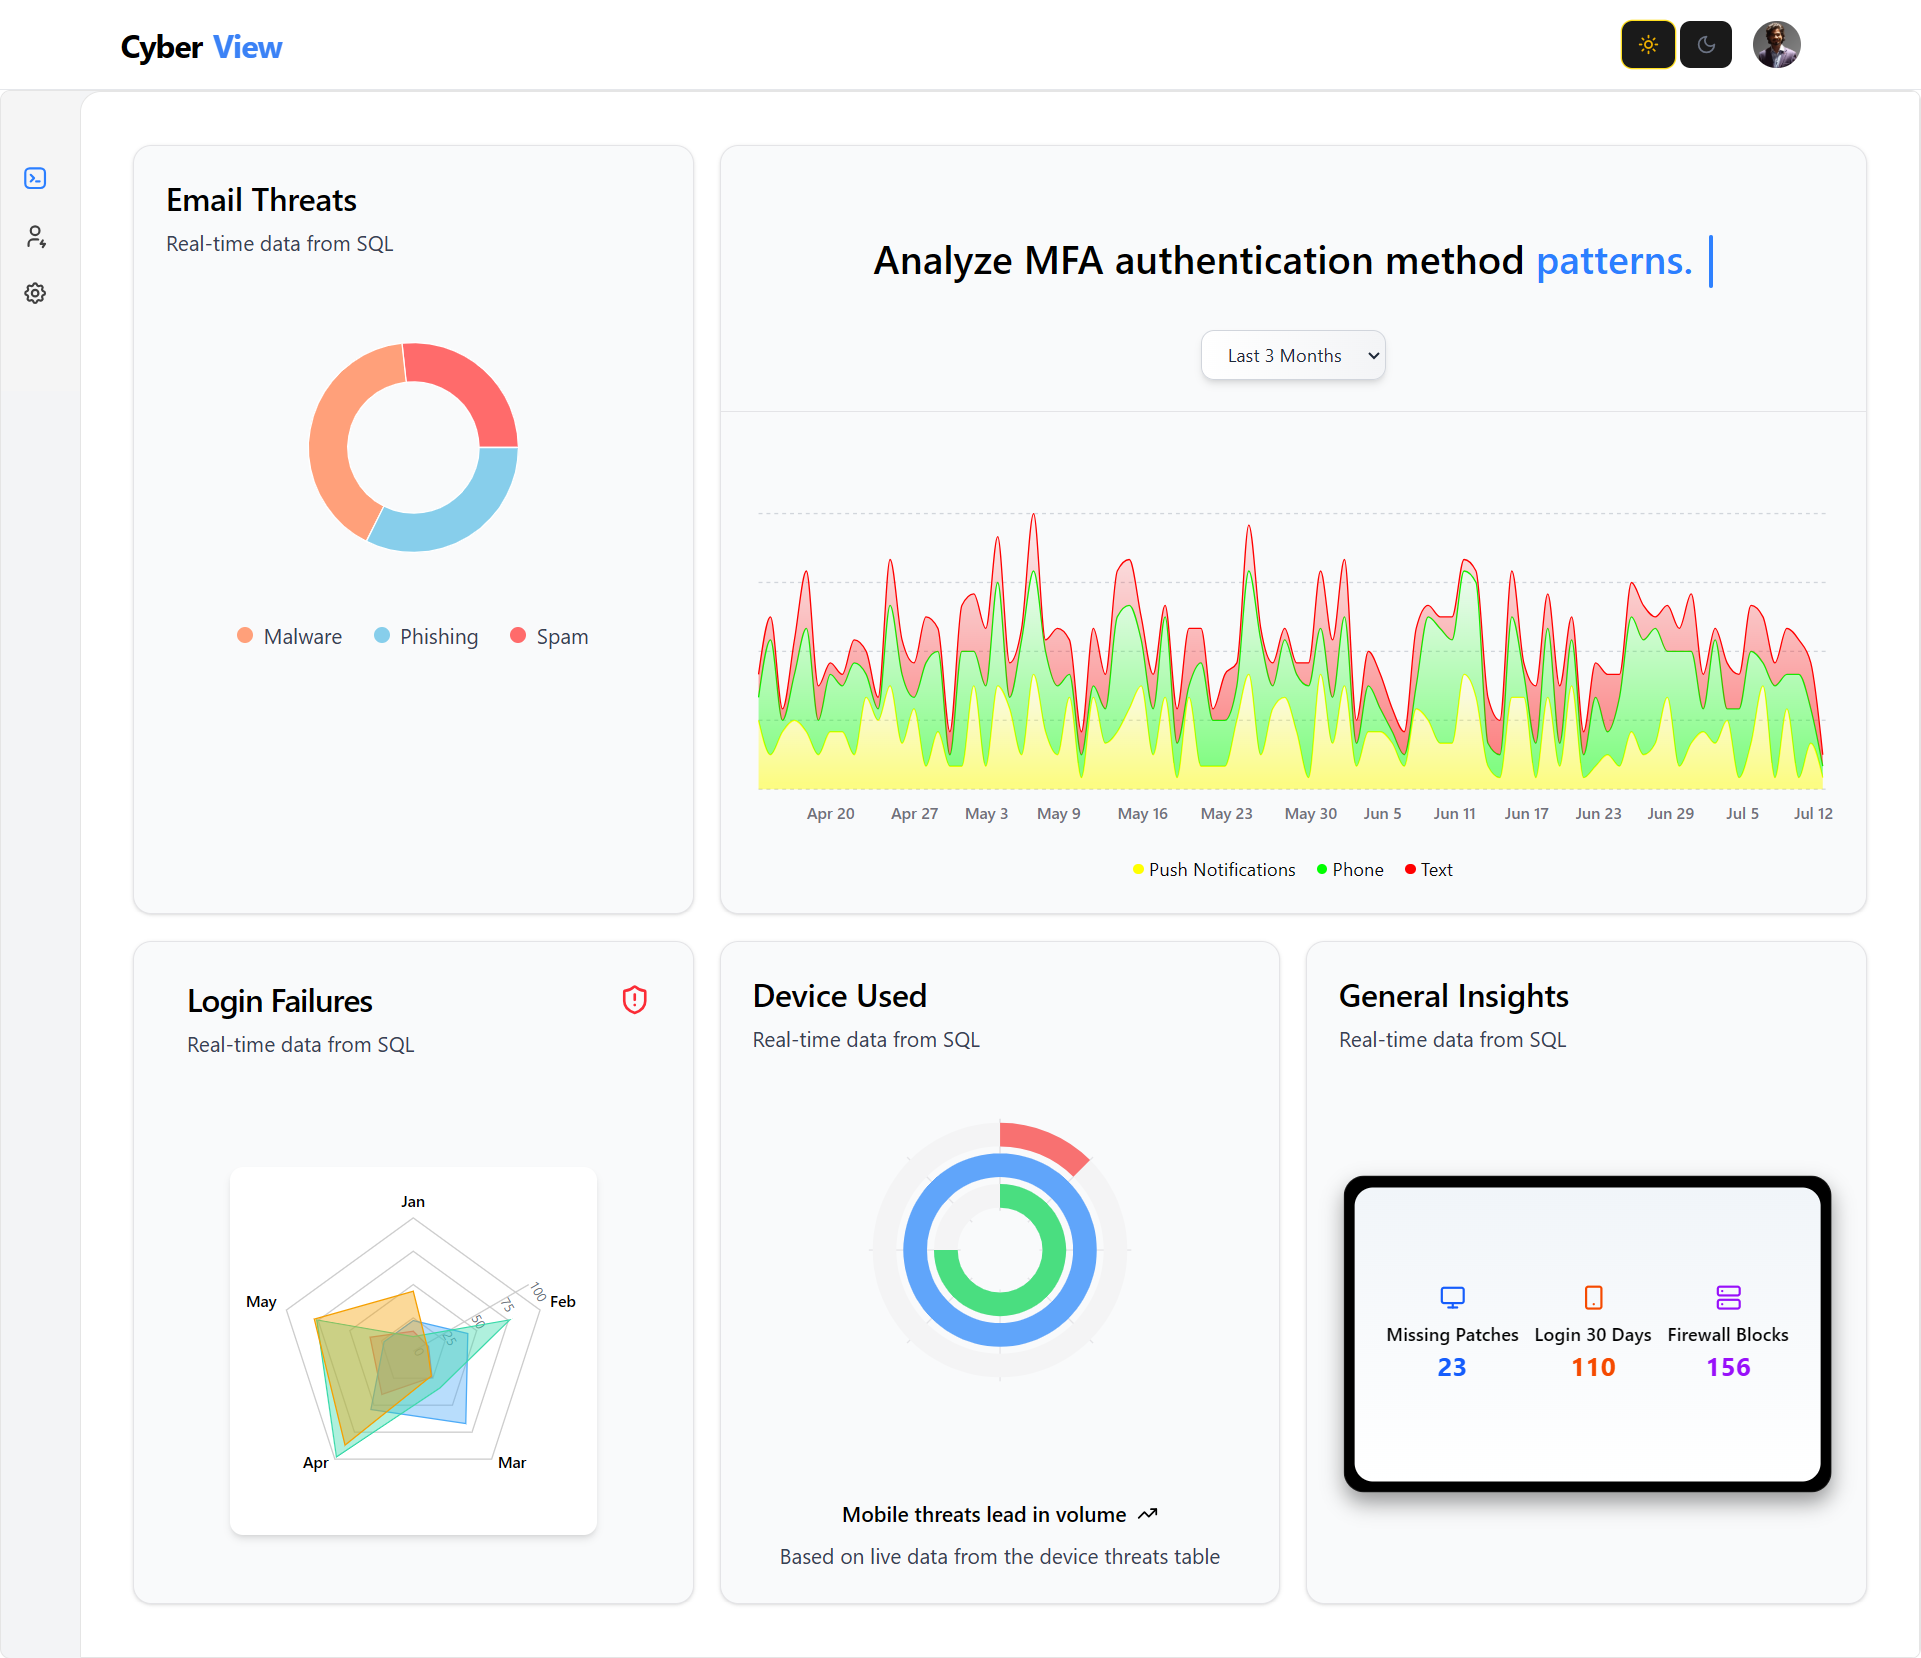 Cyber View
Email Threats
Real-time data from SQL
Malware Phishing Spam
Analyze MFA authentication method patterns.
Last 3 Months
Apr 20 Apr 27 May 3 May 9 May 16 May 23 May 30 Jun 5 Jun 11 Jun 17 Jun 23 Jun 29 Jul 5 Jul 12
Push Notifications Phone Text
Login Failures
Real-time data from SQL
Jan
Feb
Mar
Apr
May
0
25
50
75
100
Device Used
Real-time data from SQL
Mobile threats lead in volume
Based on live data from the device threats table
General Insights
Real-time data from SQL
Missing Patches Login 30 Days Firewall Blocks
23 110 156